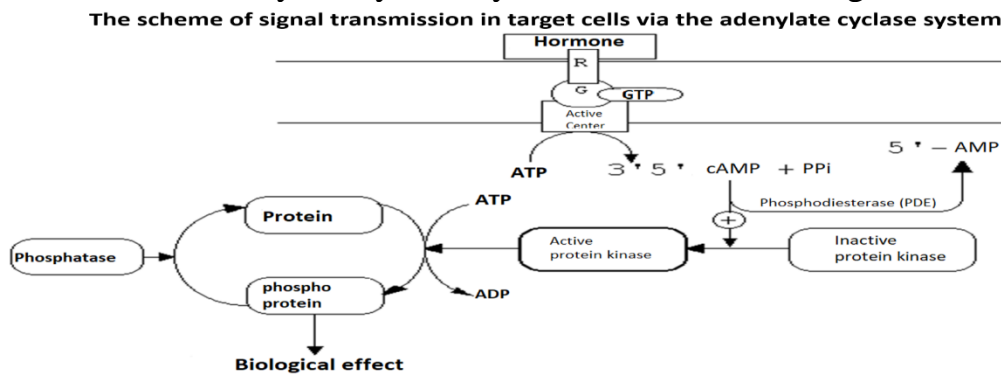 The scheme of signal transmission in target cells via the adenylate cyclase system
Hormone
R
G
GTP
Active
Center
ATP
3'5' cAMP + PPi
5'-AMP
Phosphodiesterase (PDE)
+
Protein
ATP
Phosphatase
Active
protein kinase
Inactive
protein kinase
phospho
protein
ADP
Biological effect